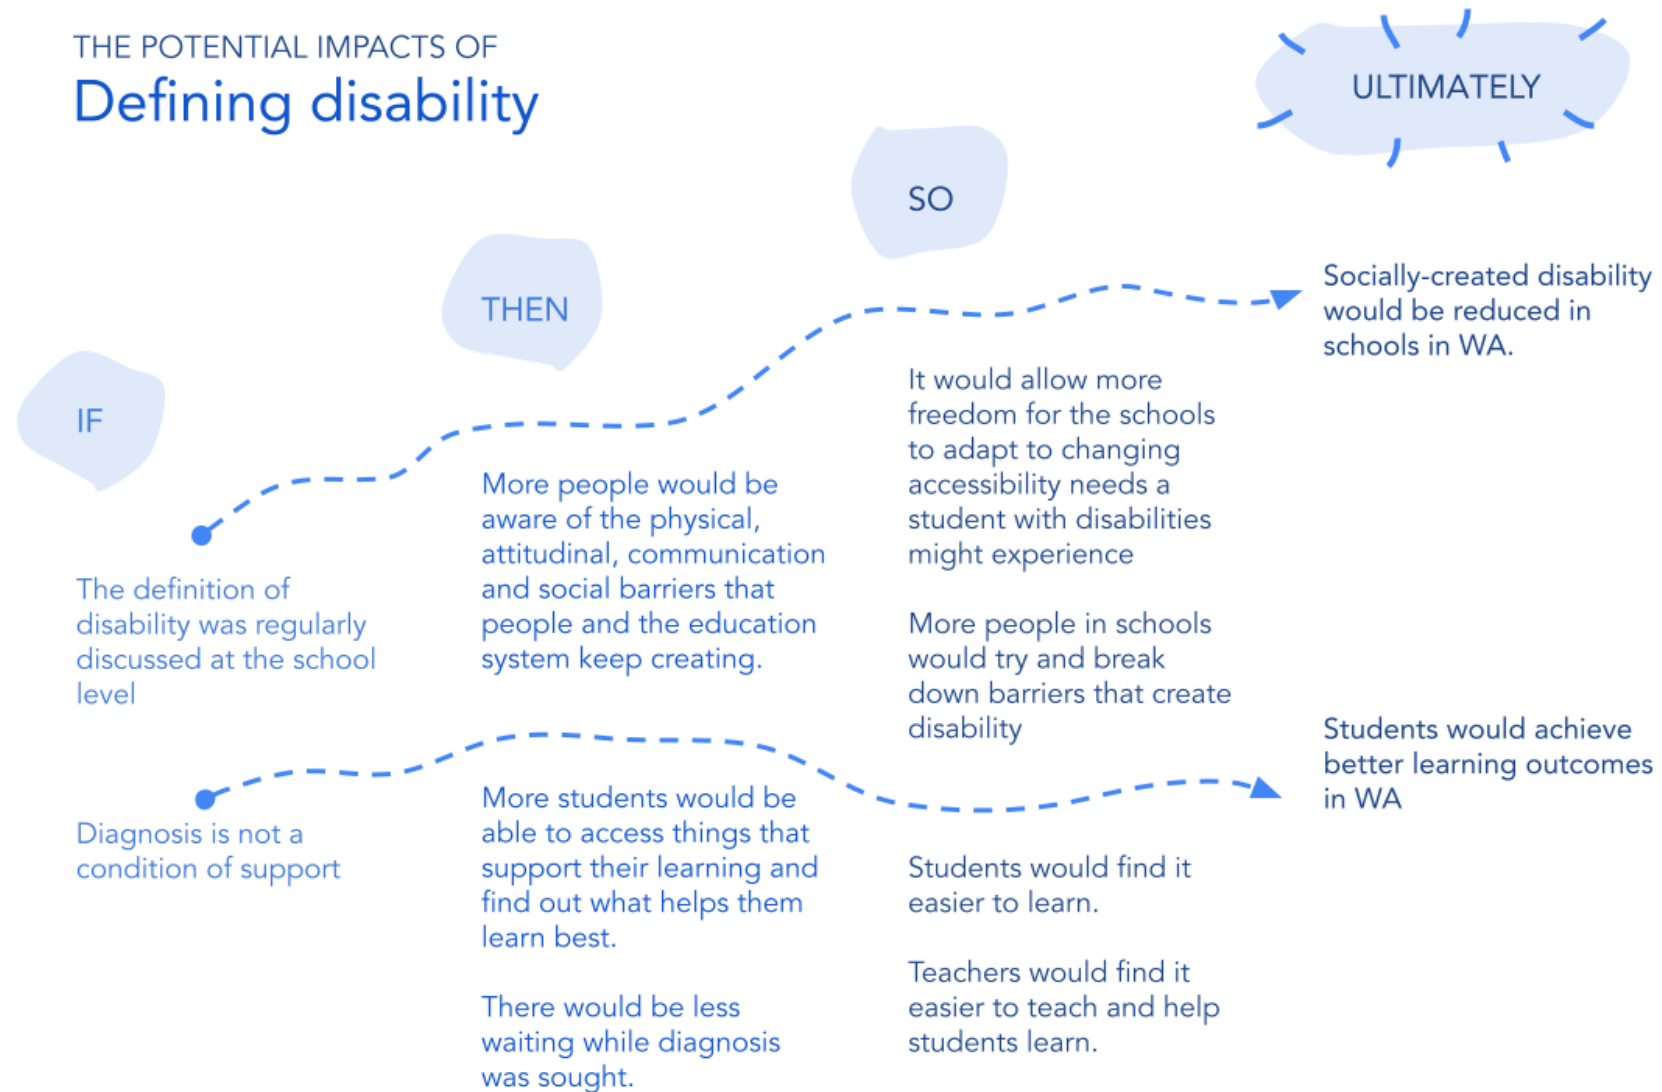 THE POTENTIAL IMPACTS OF
Defining disability
IF
THEN
SO
ULTIMATELY
The definition of
disability was regularly
discussed at the school
level
More people would be
aware of the physical,
attitudinal, communication
and social barriers that
people and the education
system keep creating.
It would allow more
freedom for the schools
to adapt to changing
accessibility needs a
student with disabilities
might experience
More people in schools
would try and break
down barriers that create
disability
Socially-created disability
would be reduced in
schools in WA.
Diagnosis is not a
condition of support
More students would be
able to access things that
support their learning and
find out what helps them
learn best.
There would be less
waiting while diagnosis
was sought.
Students would find it
easier to learn.
Teachers would find it
easier to teach and help
students learn.
Students would achieve
better learning outcomes
in WA